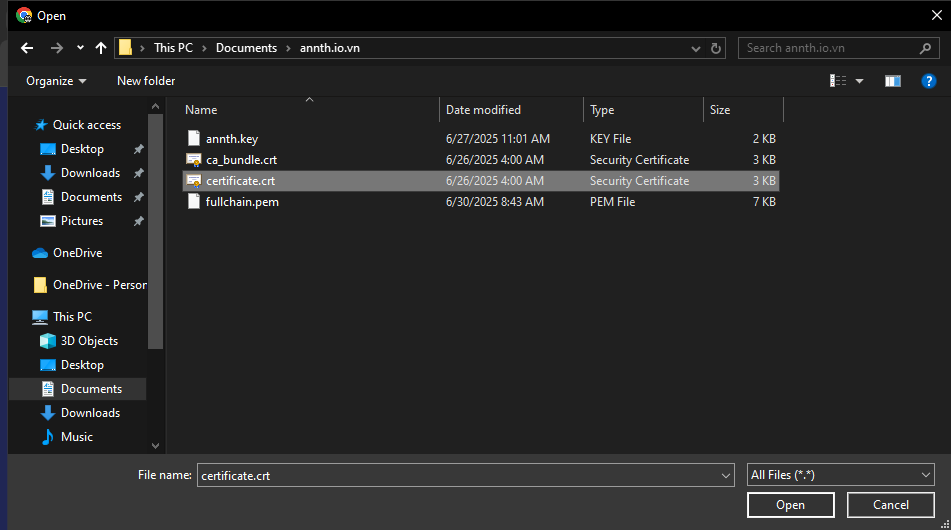 Open
This PC > Documents > annth.io.vn
Search annth.io.vn
Organize
New folder
Name Date modified Type Size
Quick access
Desktop
Downloads
Documents
Pictures
OneDrive
OneDrive - Person
This PC
3D Objects
Desktop
Documents
Downloads
Music
annth.key 6/27/2025 11:01 AM KEY File 2 KB
ca_bundle.crt 6/26/2025 4:00 AM Security Certificate 3 KB
certificate.crt 6/26/2025 4:00 AM Security Certificate 3 KB
fullchain.pem 6/30/2025 8:43 AM PEM File 7 KB
File name: certificate.crt
All Files (*.*)
Open
Cancel